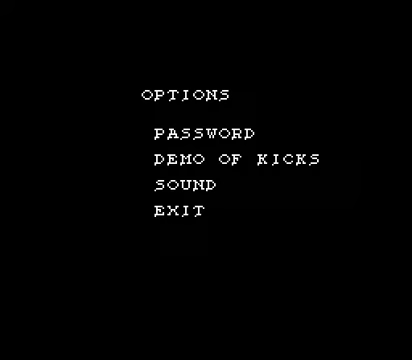 OPTIONS
PASSWORD
DEMO OF KICKS
SOUND
EXIT